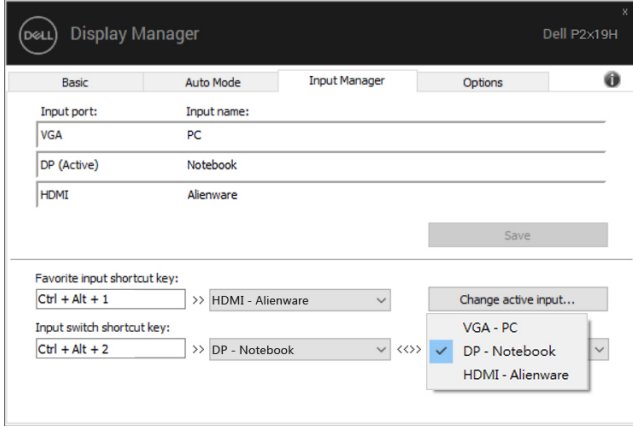 x
DELL Display Manager Dell P2x19H
Basic Auto Mode Input Manager Options i
Input port: Input name:
VGA PC
DP (Active) Notebook
HDMI Alienware
Save
Favorite input shortcut key:
Ctrl + Alt + 1 >> HDMI - Alienware Change active input...
Input switch shortcut key:
Ctrl + Alt + 2 >> DP - Notebook <<>>
VGA - PC
DP - Notebook
HDMI - Alienware